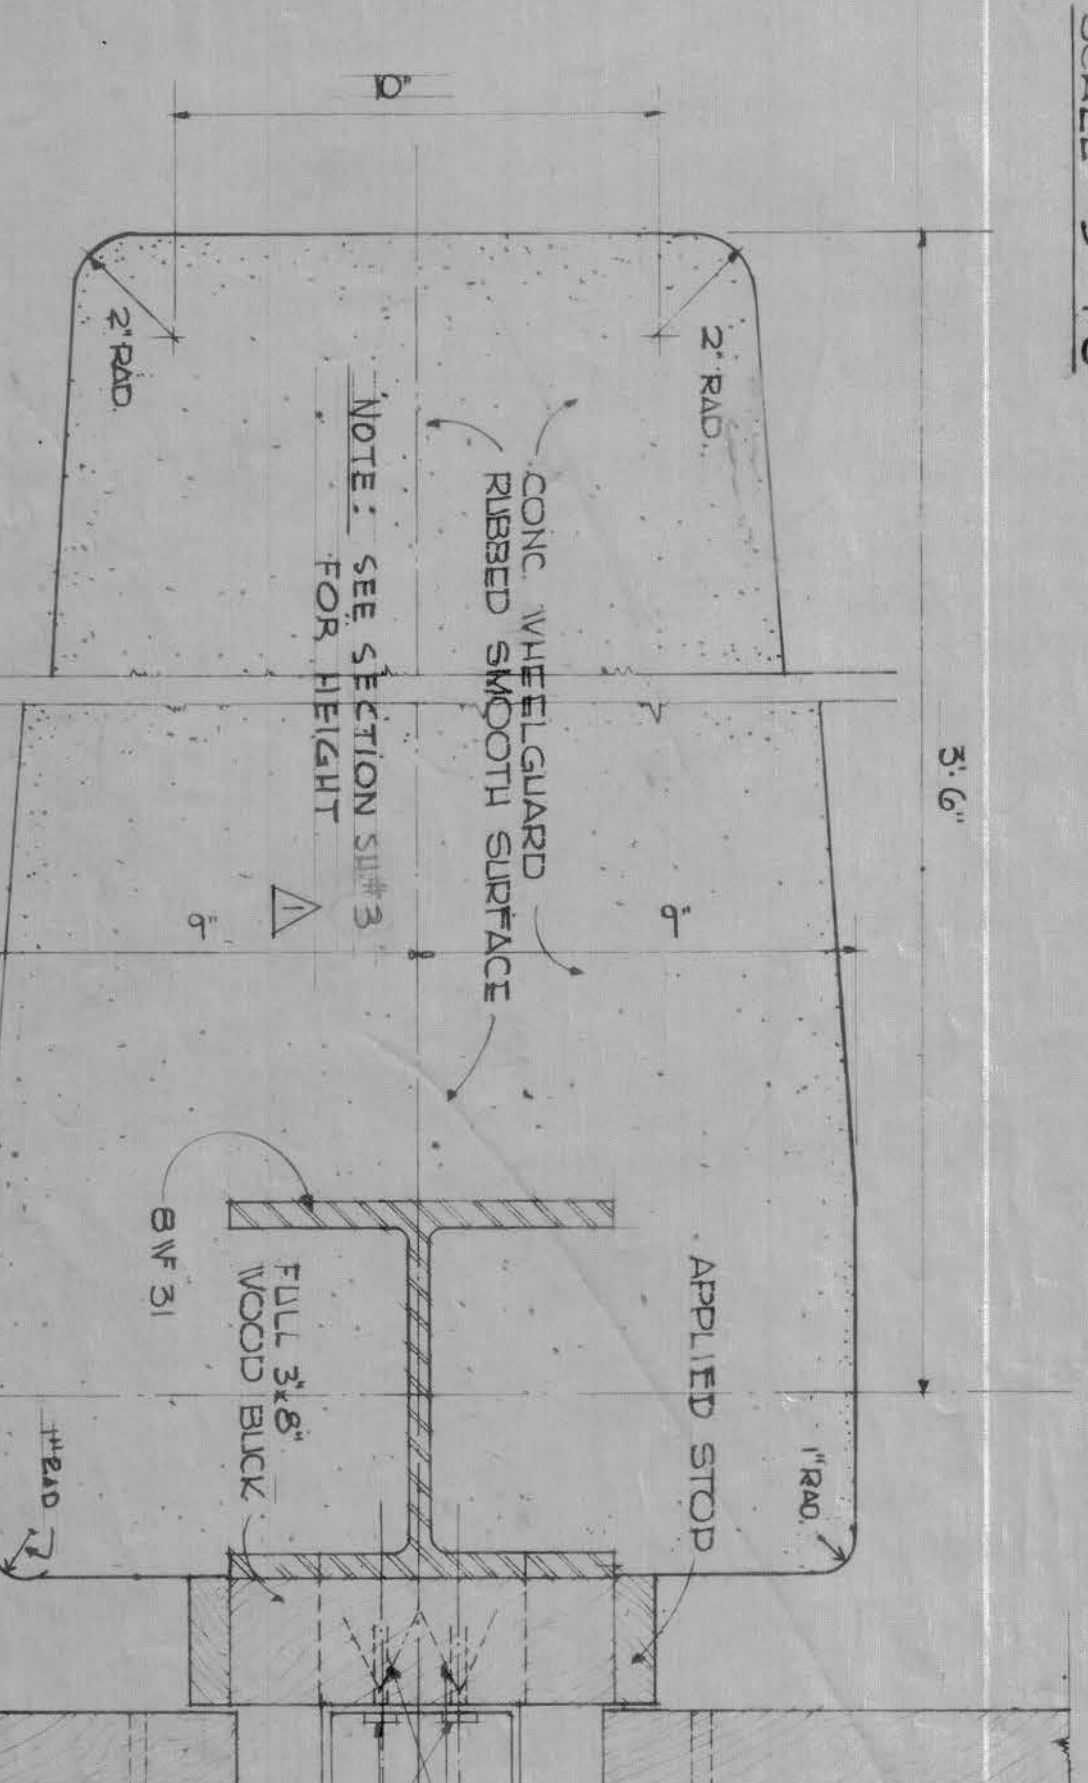 10"
2" RAD.
2" RAD.
3'-6"
CONC. WHEELGUARD
RUBBED SMOOTH SURFACE
NOTE: SEE SECTION SH#3
FOR HEIGHT
1
9"
9"
8 WF 31
FULL 3"x8"
WOOD BUCK
APPLIED STOP
1" RAD.
1" RAD